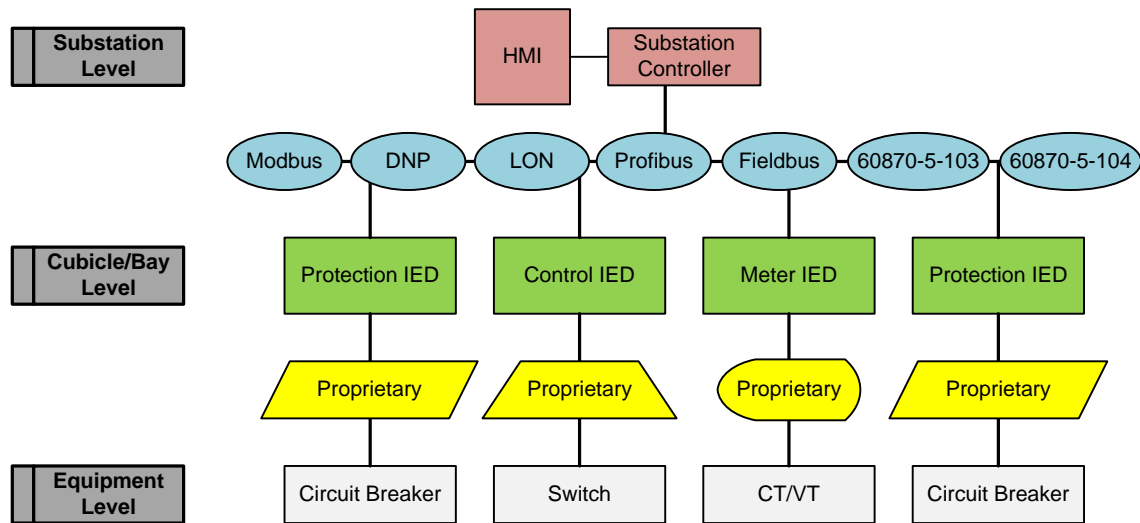 Substation
Level
HMI
Substation
Controller
Modbus
DNP
LON
Profibus
Fieldbus
60870-5-103
60870-5-104
Cubicle/Bay
Level
Protection IED
Control IED
Meter IED
Protection IED
Proprietary
Proprietary
Proprietary
Proprietary
Equipment
Level
Circuit Breaker
Switch
CT/VT
Circuit Breaker